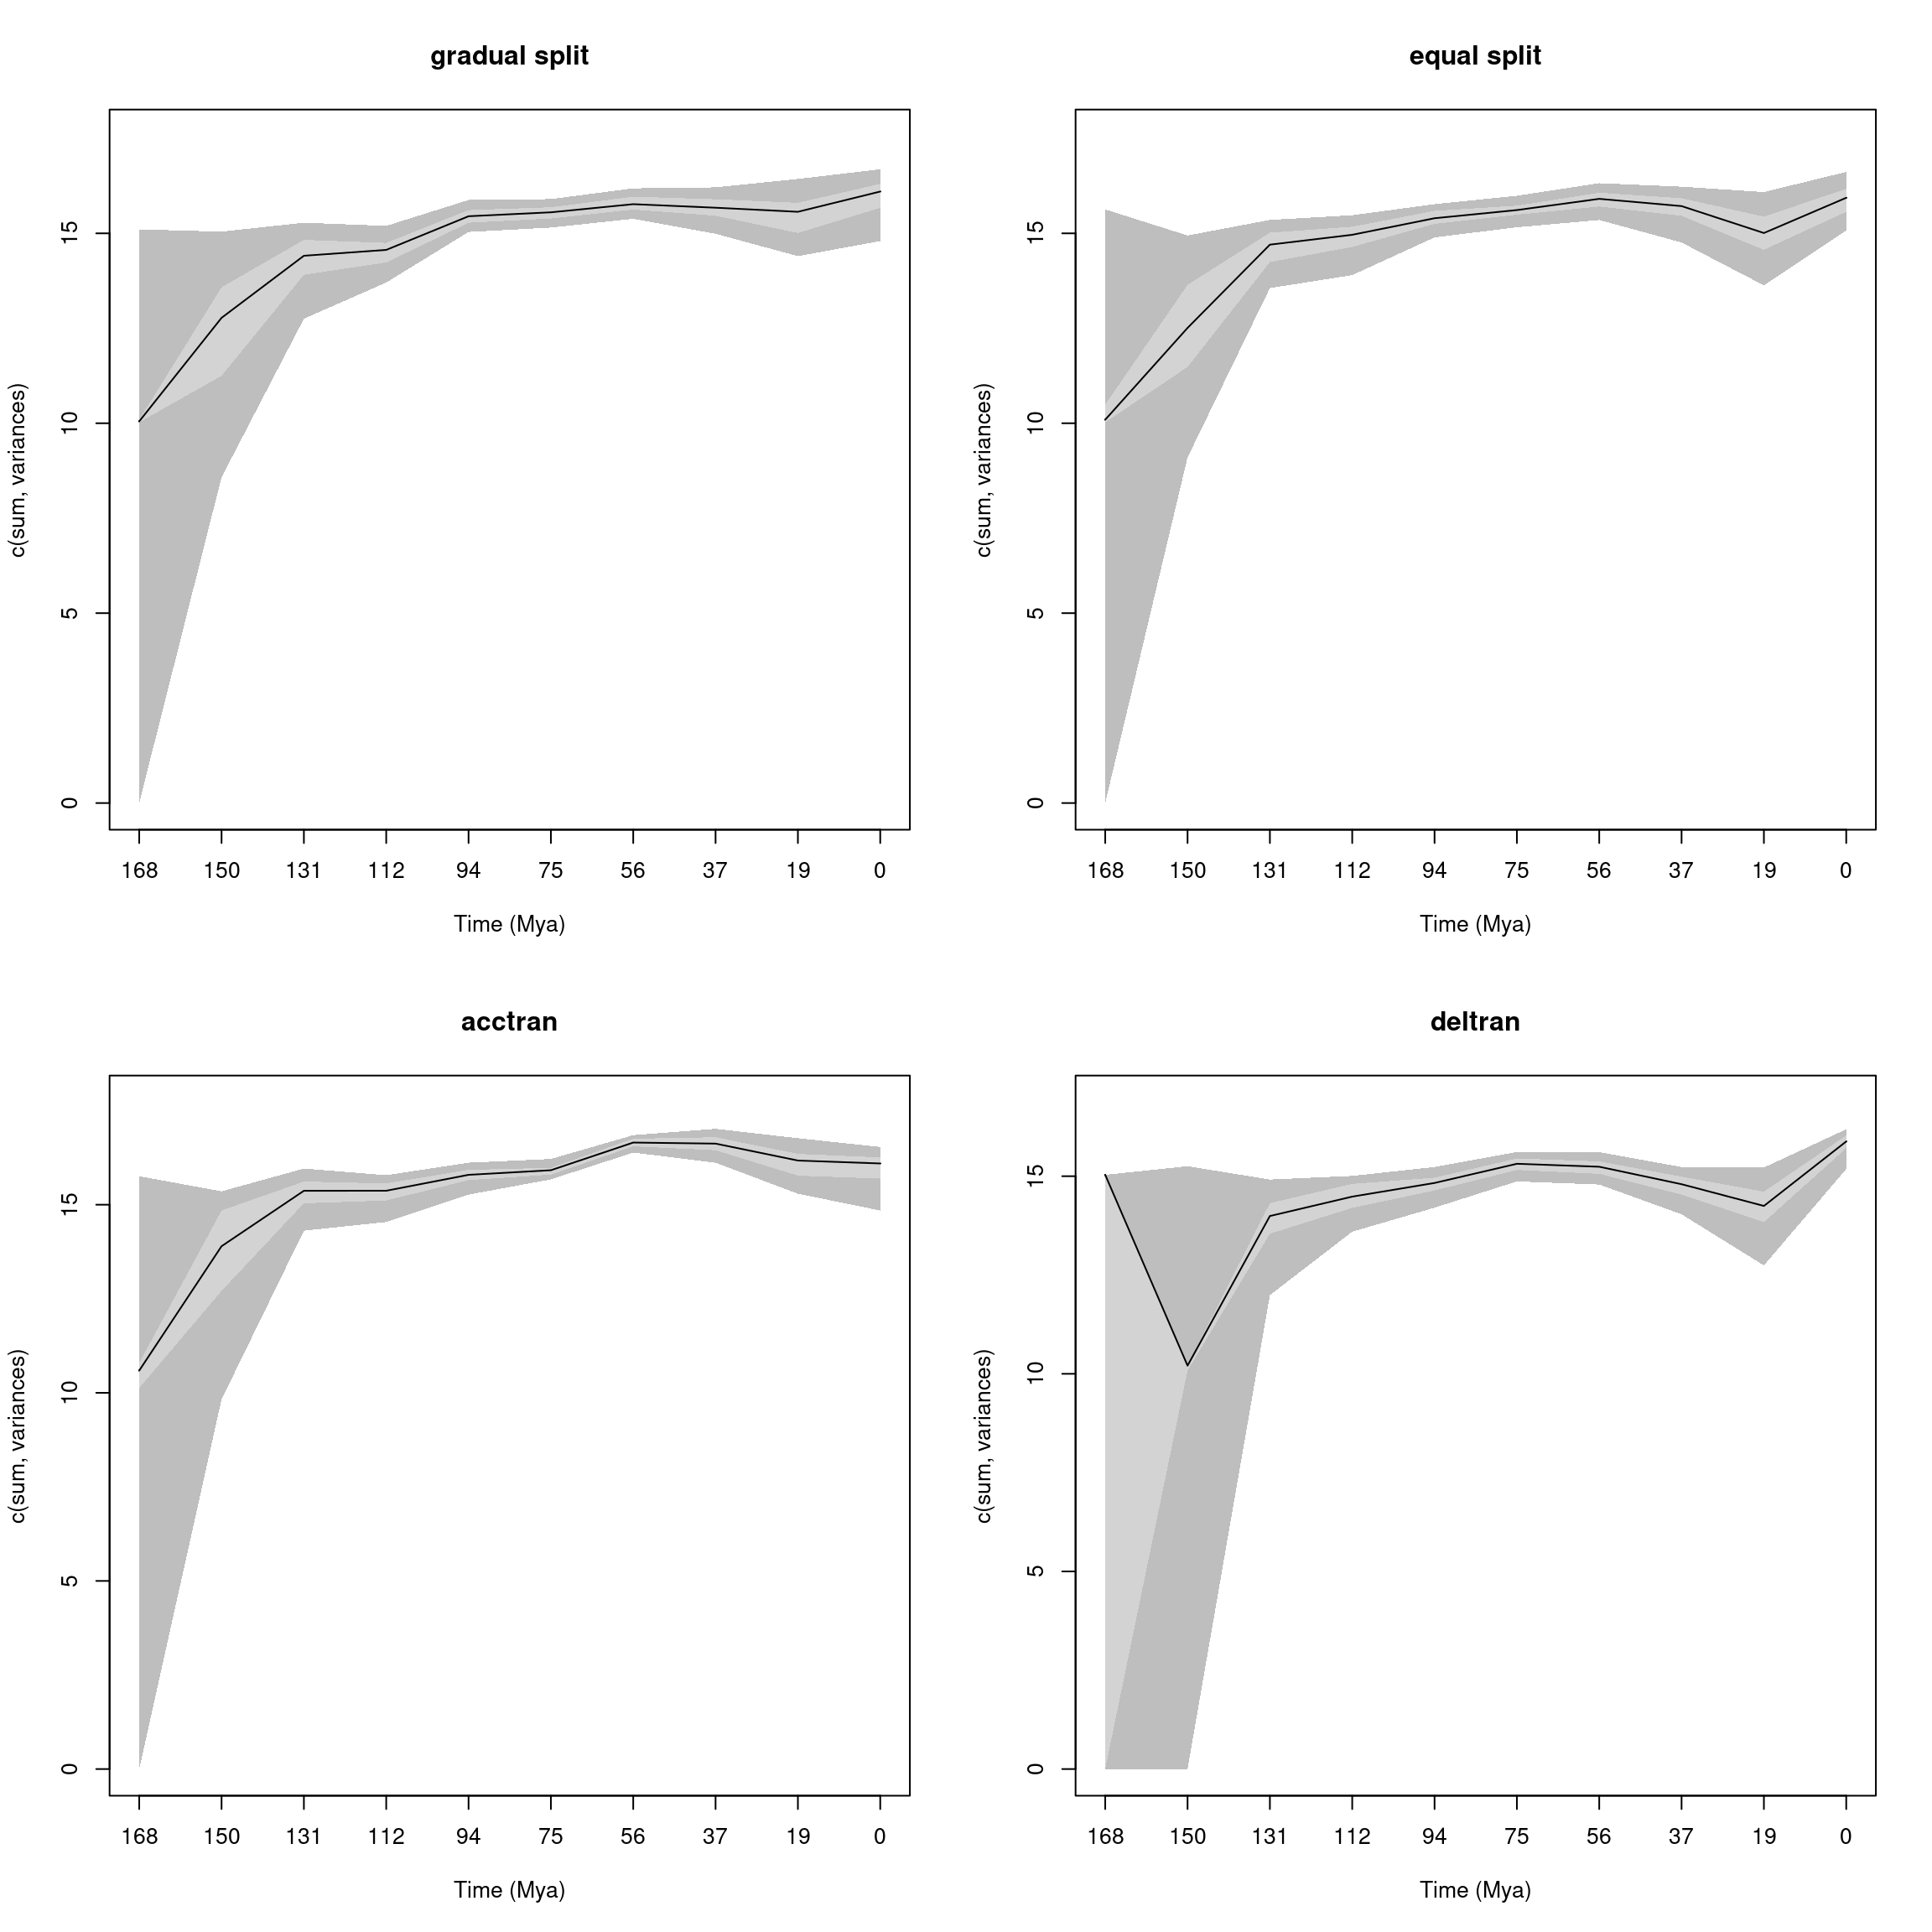 gradual split
c(sum, variances)
15
10
5
0
168 150 131 112 94 75 56 37 19 0
Time (Mya)
equal split
c(sum, variances)
15
10
5
0
168 150 131 112 94 75 56 37 19 0
Time (Mya)
acctran
c(sum, variances)
15
10
5
0
168 150 131 112 94 75 56 37 19 0
Time (Mya)
deltran
c(sum, variances)
15
10
5
0
168 150 131 112 94 75 56 37 19 0
Time (Mya)